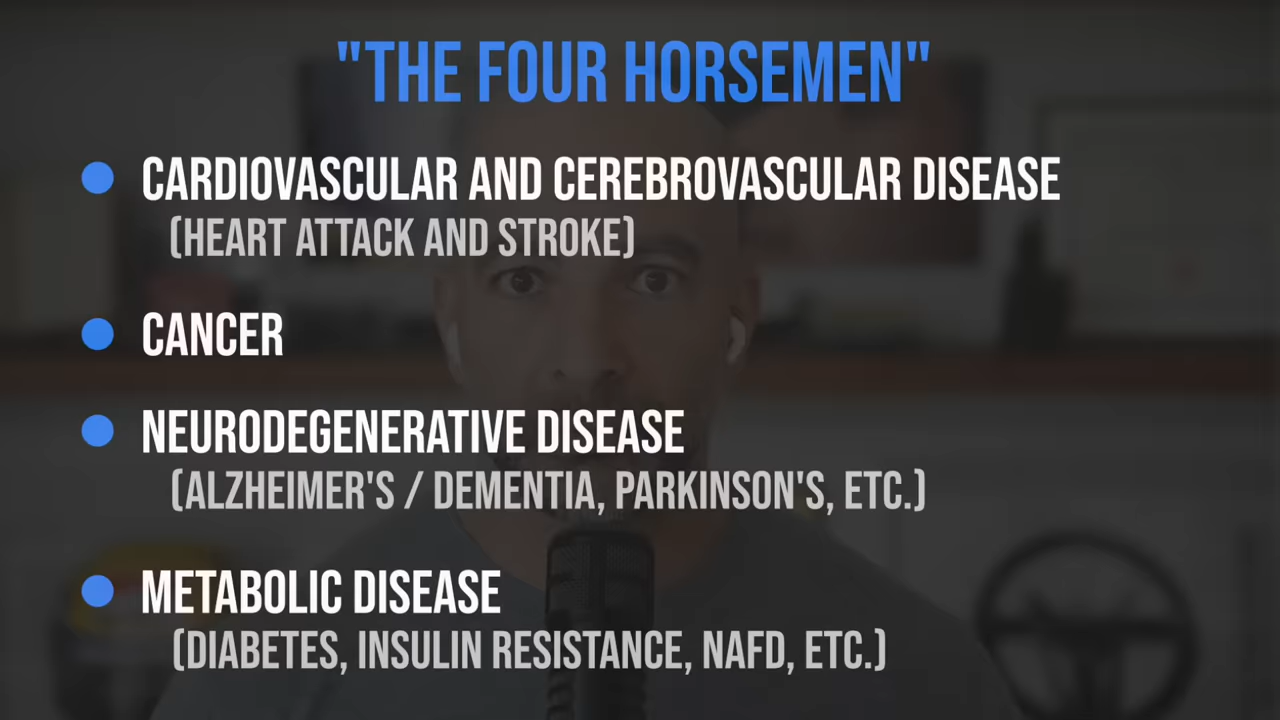 "THE FOUR HORSEMEN"
CARDIOVASCULAR AND CEREBROVASCULAR DISEASE
(HEART ATTACK AND STROKE)
CANCER
NEURODEGENERATIVE DISEASE
(ALZHEIMER'S / DEMENTIA, PARKINSON'S, ETC.)
METABOLIC DISEASE
(DIABETES, INSULIN RESISTANCE, NAFD, ETC.)